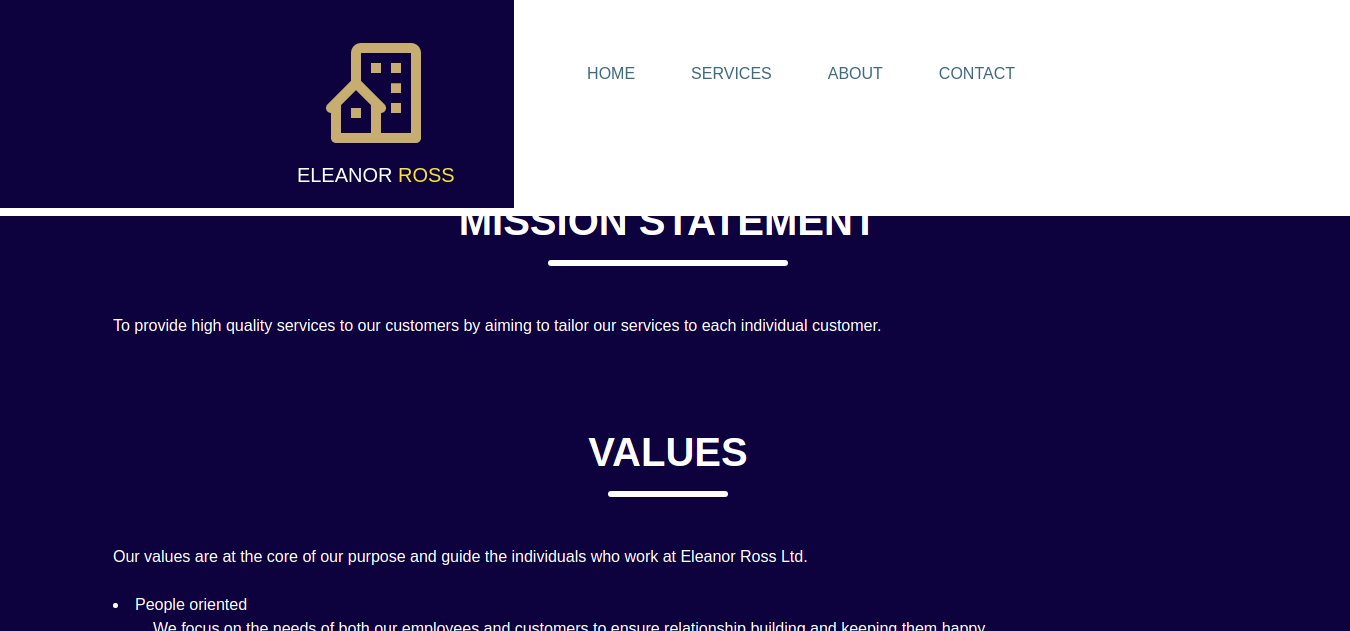 HOME SERVICES ABOUT CONTACT
ELEANOR ROSS
MISSION STATEMENT
To provide high quality services to our customers by aiming to tailor our services to each individual customer.
VALUES
Our values are at the core of our purpose and guide the individuals who work at Eleanor Ross Ltd.
People oriented
We focus on the needs of both our employees and customers to ensure relationship building and keeping them happy